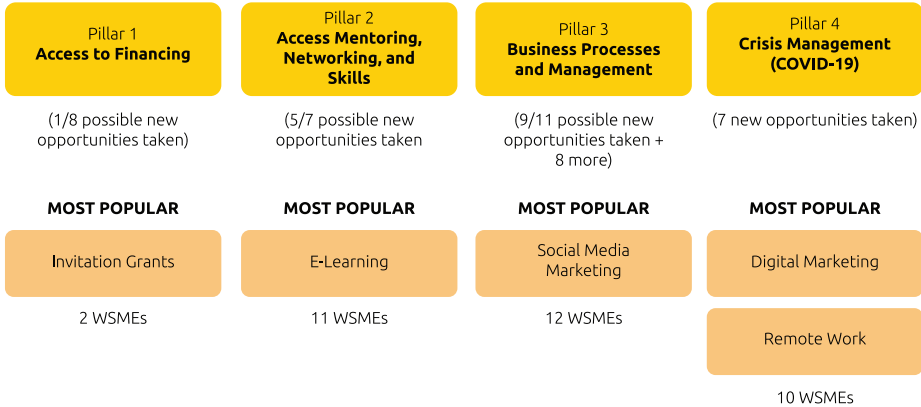 Pillar 1
Access to Financing
(1/8 possible new
opportunities taken)
MOST POPULAR
Invitation Grants
2 WSMEs
Pillar 2
Access Mentoring,
Networking, and
Skills
(5/7 possible new
opportunities taken
MOST POPULAR
E-Learning
11 WSMEs
Pillar 3
Business Processes
and Management
(9/11 possible new
opportunities taken +
8 more)
MOST POPULAR
Social Media
Marketing
12 WSMEs
Pillar 4
Crisis Management
(COVID-19)
(7 new opportunities taken)
MOST POPULAR
Digital Marketing
Remote Work
10 WSMEs